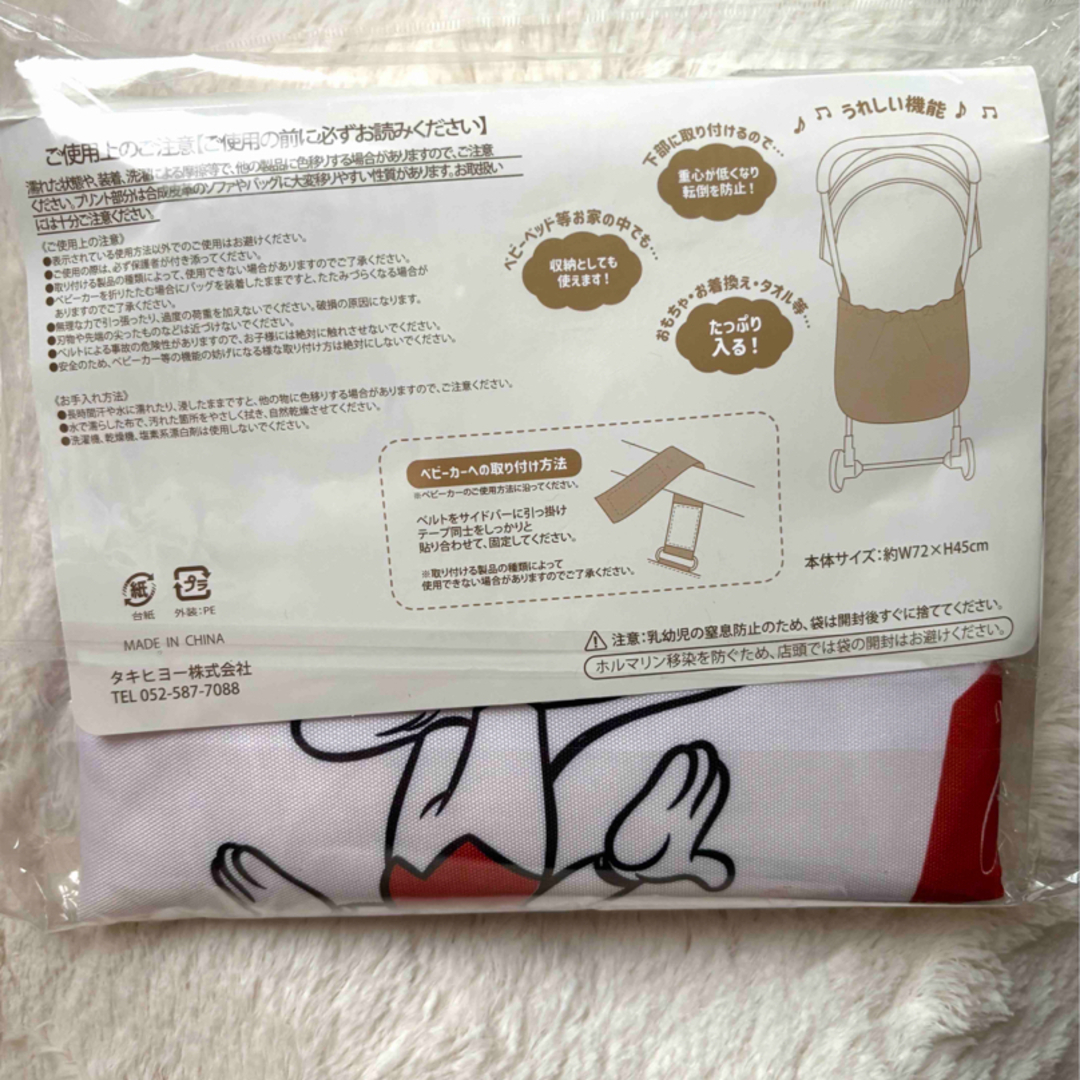 ご使用上のご注意【ご使用の前に必ずお読みください】
濡れた状態や、装着、洗濯による摩擦等で、他の製品に色移りする場合がありますので、ご注意
ください。プリント部分は合成皮革のソファやバッグに大変移りやすい性質があります。お取扱い
には十分ご注意ください。
《ご使用上の注意》
●表示されている使用方法以外でのご使用はお避けください。
●ご使用の際は、必ず保護者が付き添ってください。
●取り付ける製品の種類によって、使用できない場合がありますのでご了承ください。
●ベビーカーを折りたたむ場合にバッグを装着したままですと、たたみづらくなる場合が
ありますのでご了承ください。
●無理な力で引っ張ったり、過度の荷重を加えないでください。破損の原因になります。
●刃物や先端の尖ったものなどは近づけないでください。
●ベルトによる事故の危険性がありますので、お子様には絶対に触れさせないでください。
●安全のため、ベビーカー等の機能の妨げになる様な取り付け方は絶対にしないでください。
《お手入れ方法》
●長時間汗や水に濡れたり、浸したままですと、他の物に色移りする場合がありますので、ご注意ください。
●水で濡らした布で、汚れた箇所をやさしく拭き、自然乾燥させてください。
●洗濯機、乾燥機、塩素系漂白剤は使用しないでください。
♪ ♫ うれしい機能 ♪ ♫
下部に取り付けるので…
重心が低くなり
転倒を防止！
ベビーベッド等お家の中でも…
収納としても
使えます！
おもちゃ・お着換え・タオル等…
たっぷり
入る！
ベビーカーへの取り付け方法
※ベビーカーのご使用方法に沿ってください。
ベルトをサイドバーに引っ掛け
テープ同士をしっかりと
貼り合わせて、固定してください。
※取り付ける製品の種類によって
使用できない場合がありますのでご了承ください。
本体サイズ：約W72×H45cm
紙
台紙
プラ
外装：PE
MADE IN CHINA
タキヒヨー株式会社
TEL 052-587-7088
注意：乳幼児の窒息防止のため、袋は開封後すぐに捨ててください。
ホルマリン移染を防ぐため、店頭では袋の開封はお避けください。